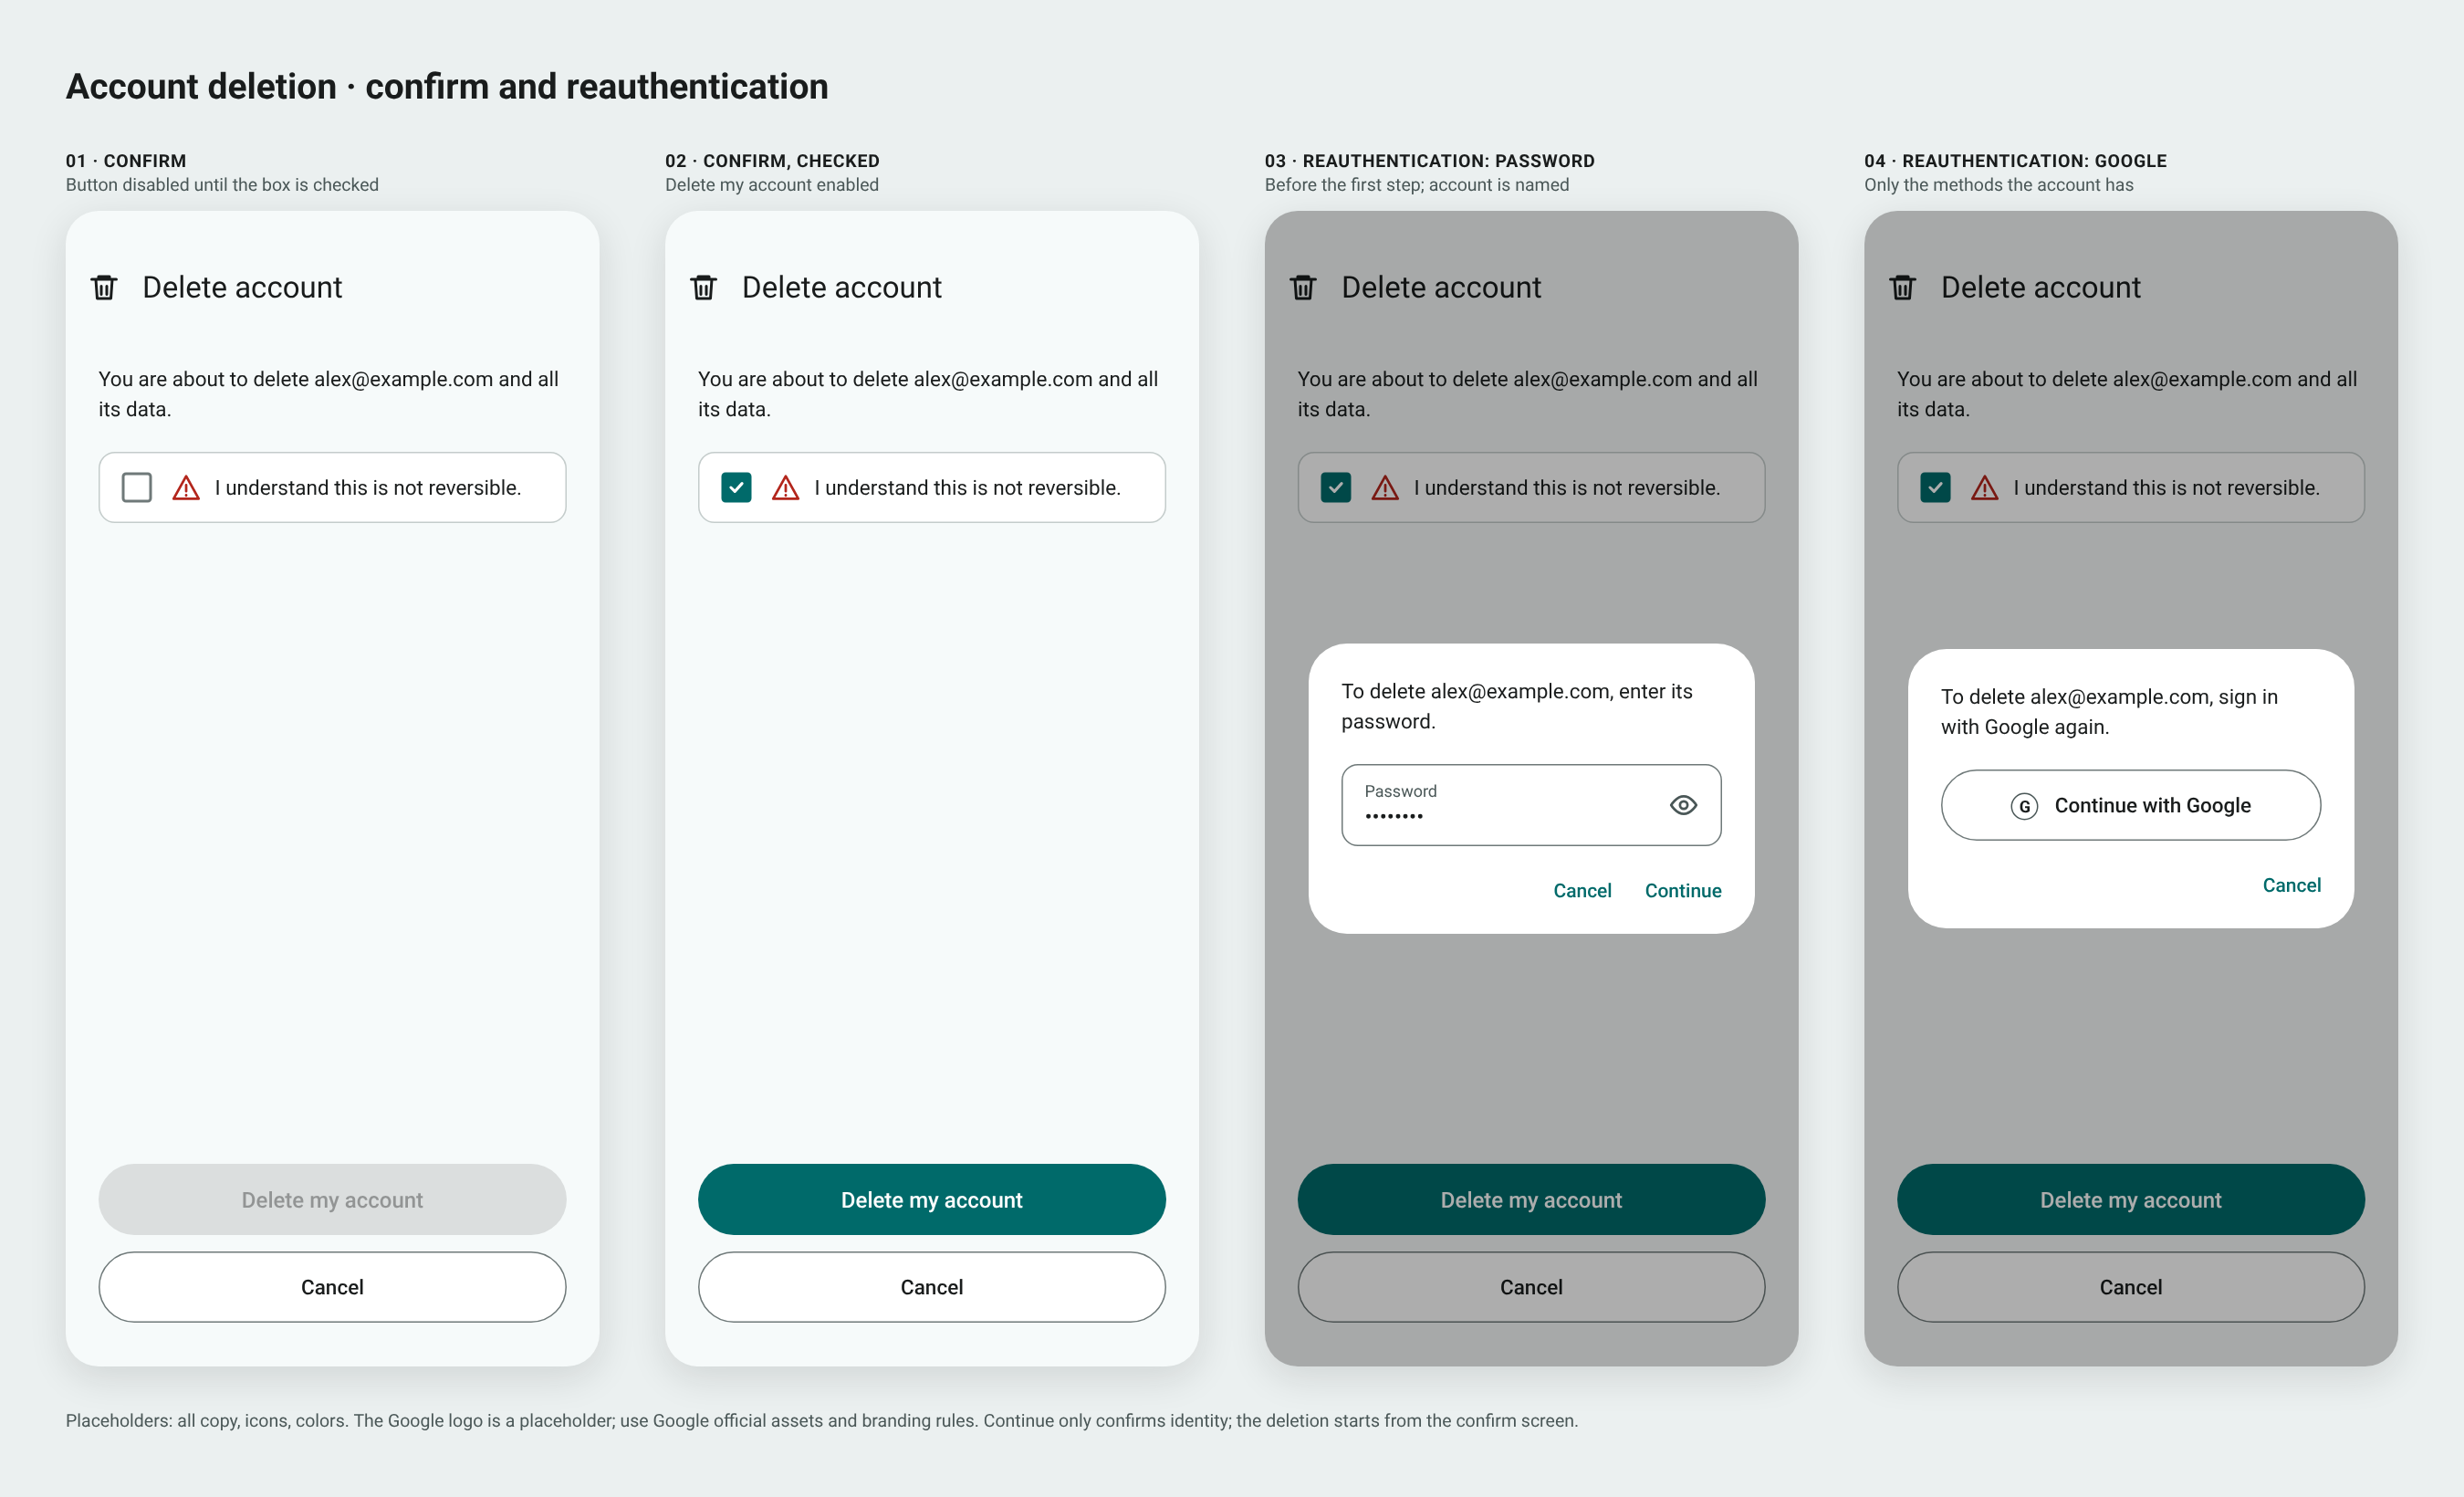 Account deletion · confirm and reauthentication
01 · CONFIRM
Button disabled until the box is checked
Delete account
You are about to delete alex@example.com and all
its data.
I understand this is not reversible.
Delete my account
Cancel
02 · CONFIRM, CHECKED
Delete my account enabled
Delete account
You are about to delete alex@example.com and all
its data.
I understand this is not reversible.
Delete my account
Cancel
03 · REAUTHENTICATION: PASSWORD
Before the first step; account is named
Delete account
You are about to delete alex@example.com and all
its data.
I understand this is not reversible.
To delete alex@example.com, enter its
password.
Password
••••••••
Cancel Continue
Delete my account
Cancel
04 · REAUTHENTICATION: GOOGLE
Only the methods the account has
Delete account
You are about to delete alex@example.com and all
its data.
I understand this is not reversible.
To delete alex@example.com, sign in
with Google again.
G Continue with Google
Cancel
Delete my account
Cancel
Placeholders: all copy, icons, colors. The Google logo is a placeholder; use Google official assets and branding rules. Continue only confirms identity; the deletion starts from the confirm screen.